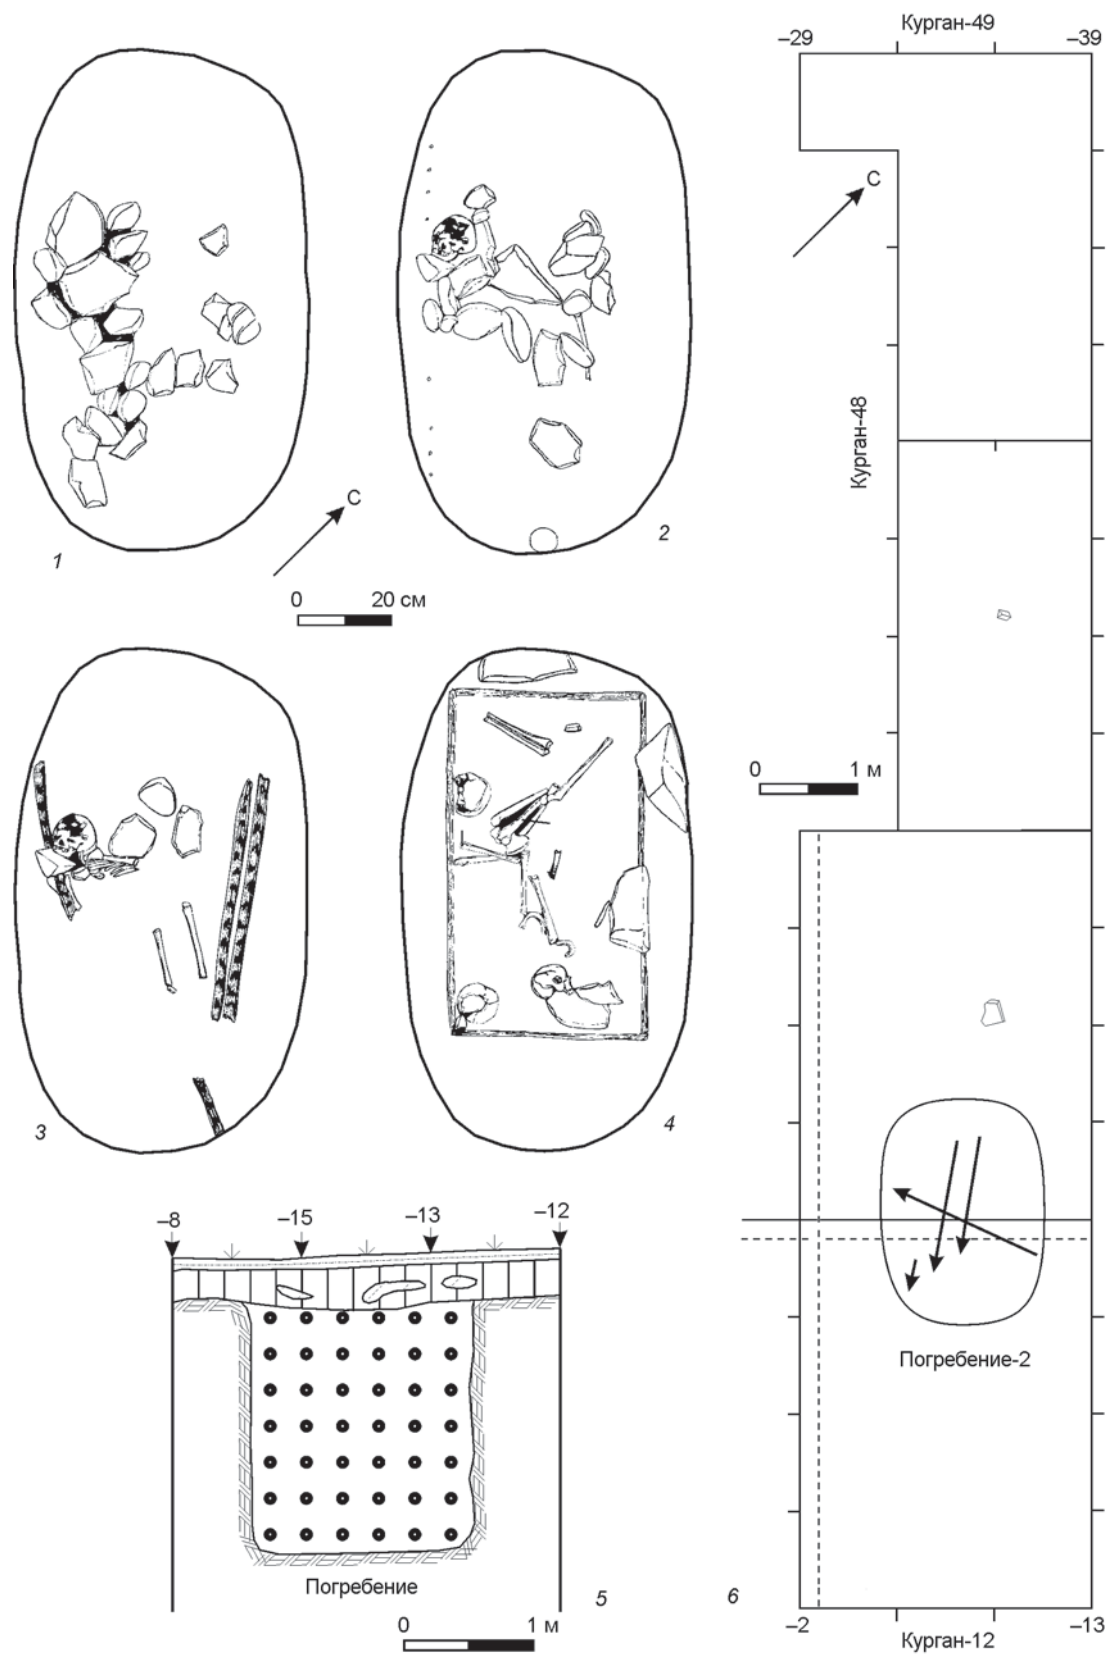 Курган-49
–29
–39
С
Курган-48
1
2
С
0 20 см
0 1 м
3
4
–8
–15
–13
–12
Погребение-2
Погребение
5
6
0 1 м
–2
–13
Курган-12